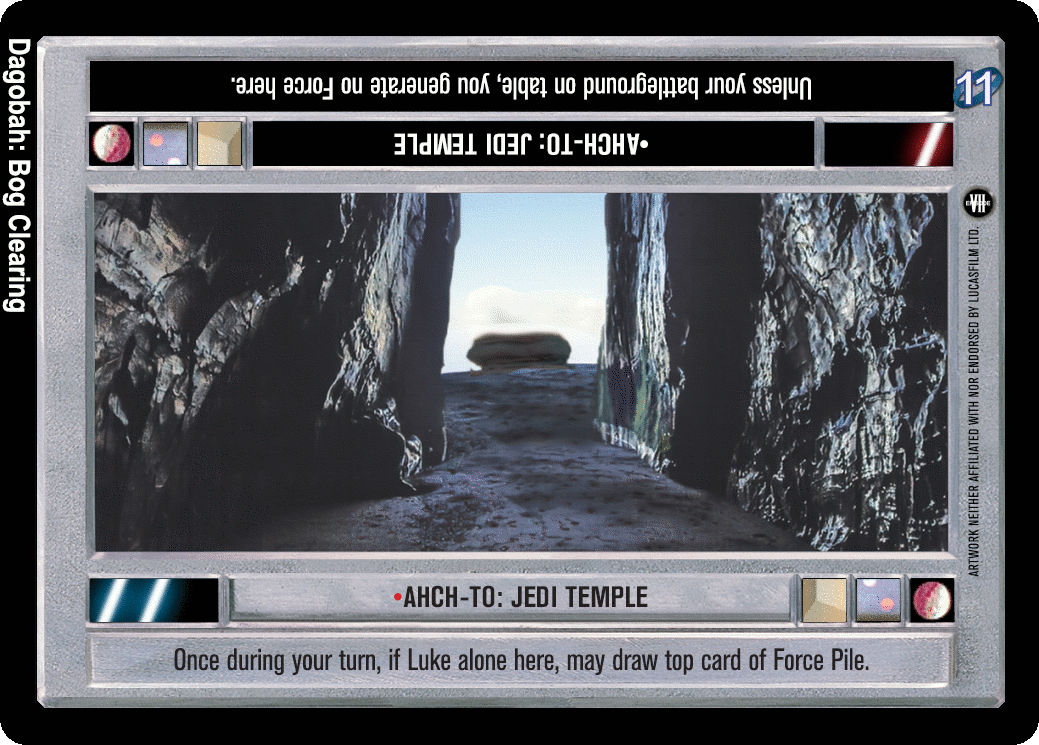 Dagobah: Bog Clearing
Unless your battleground on table, you generate no Force here.
•AHCH-TO: JEDI TEMPLE
11
EPISODE
VII
ARTWORK NEITHER AFFILIATED WITH NOR ENDORSED BY LUCASFILM LTD.
•AHCH-TO: JEDI TEMPLE
Once during your turn, if Luke alone here, may draw top card of Force Pile.